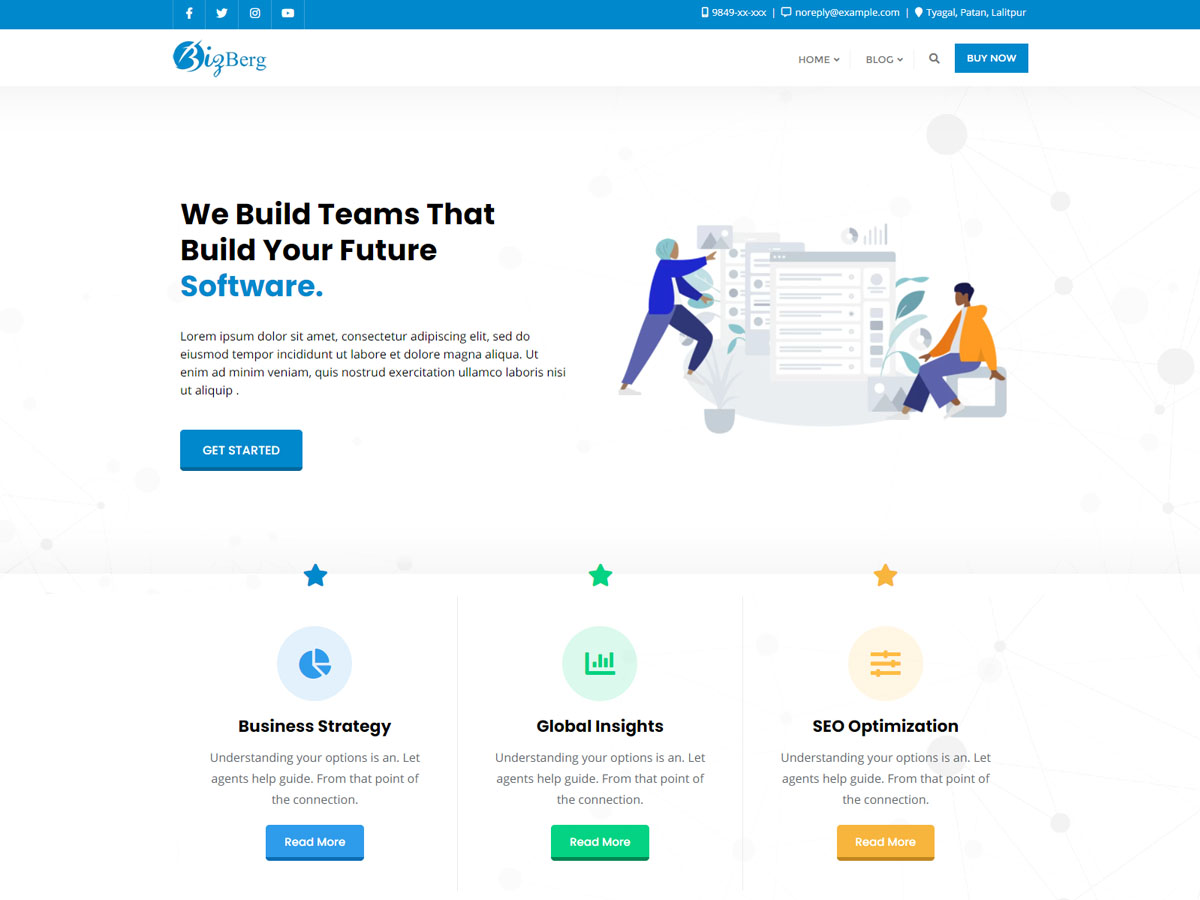 9849-xx-xxx | noreply@example.com | Tyagal, Patan, Lalitpur
BizBerg
HOME
BLOG
BUY NOW
We Build Teams That
Build Your Future
Software.
Lorem ipsum dolor sit amet, consectetur adipiscing elit, sed do
eiusmod tempor incididunt ut labore et dolore magna aliqua. Ut
enim ad minim veniam, quis nostrud exercitation ullamco laboris nisi
ut aliquip .
GET STARTED
Business Strategy
Understanding your options is an. Let
agents help guide. From that point of
the connection.
Read More
Global Insights
Understanding your options is an. Let
agents help guide. From that point of
the connection.
Read More
SEO Optimization
Understanding your options is an. Let
agents help guide. From that point of
the connection.
Read More